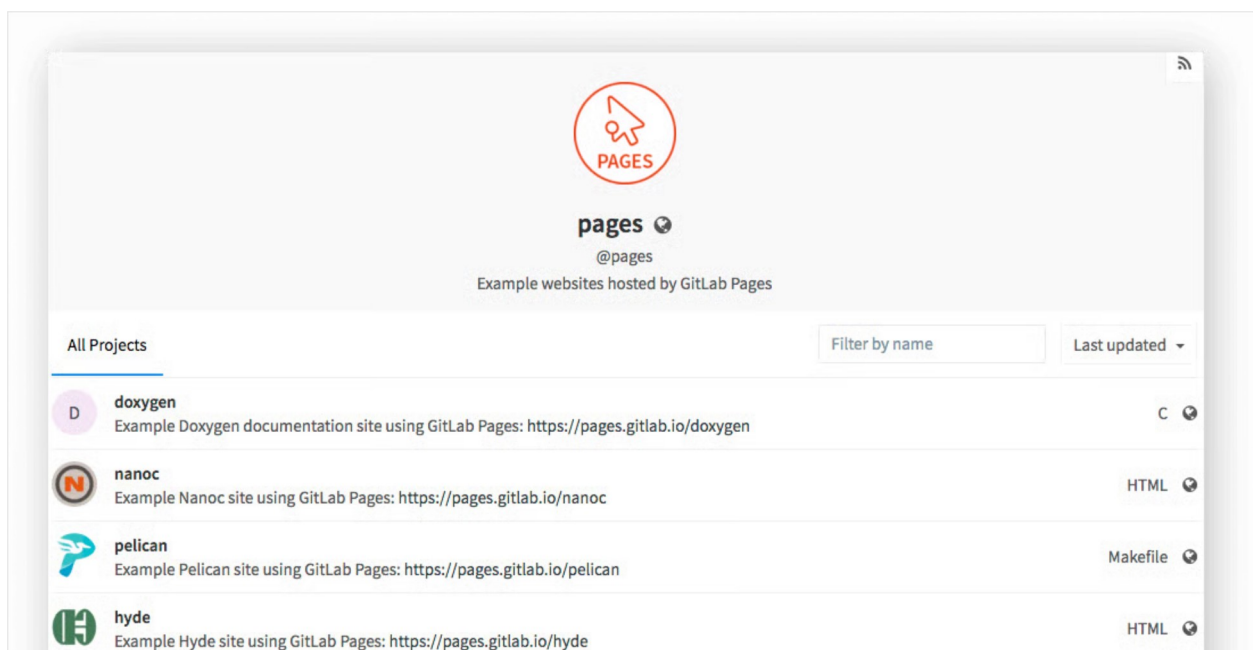 PAGES
pages
@pages
Example websites hosted by GitLab Pages
All Projects
Filter by name
Last updated
D
doxygen
Example Doxygen documentation site using GitLab Pages: https://pages.gitlab.io/doxygen
C
N
nanoc
Example Nanoc site using GitLab Pages: https://pages.gitlab.io/nanoc
HTML
pelican
Example Pelican site using GitLab Pages: https://pages.gitlab.io/pelican
Makefile
hyde
Example Hyde site using GitLab Pages: https://pages.gitlab.io/hyde
HTML